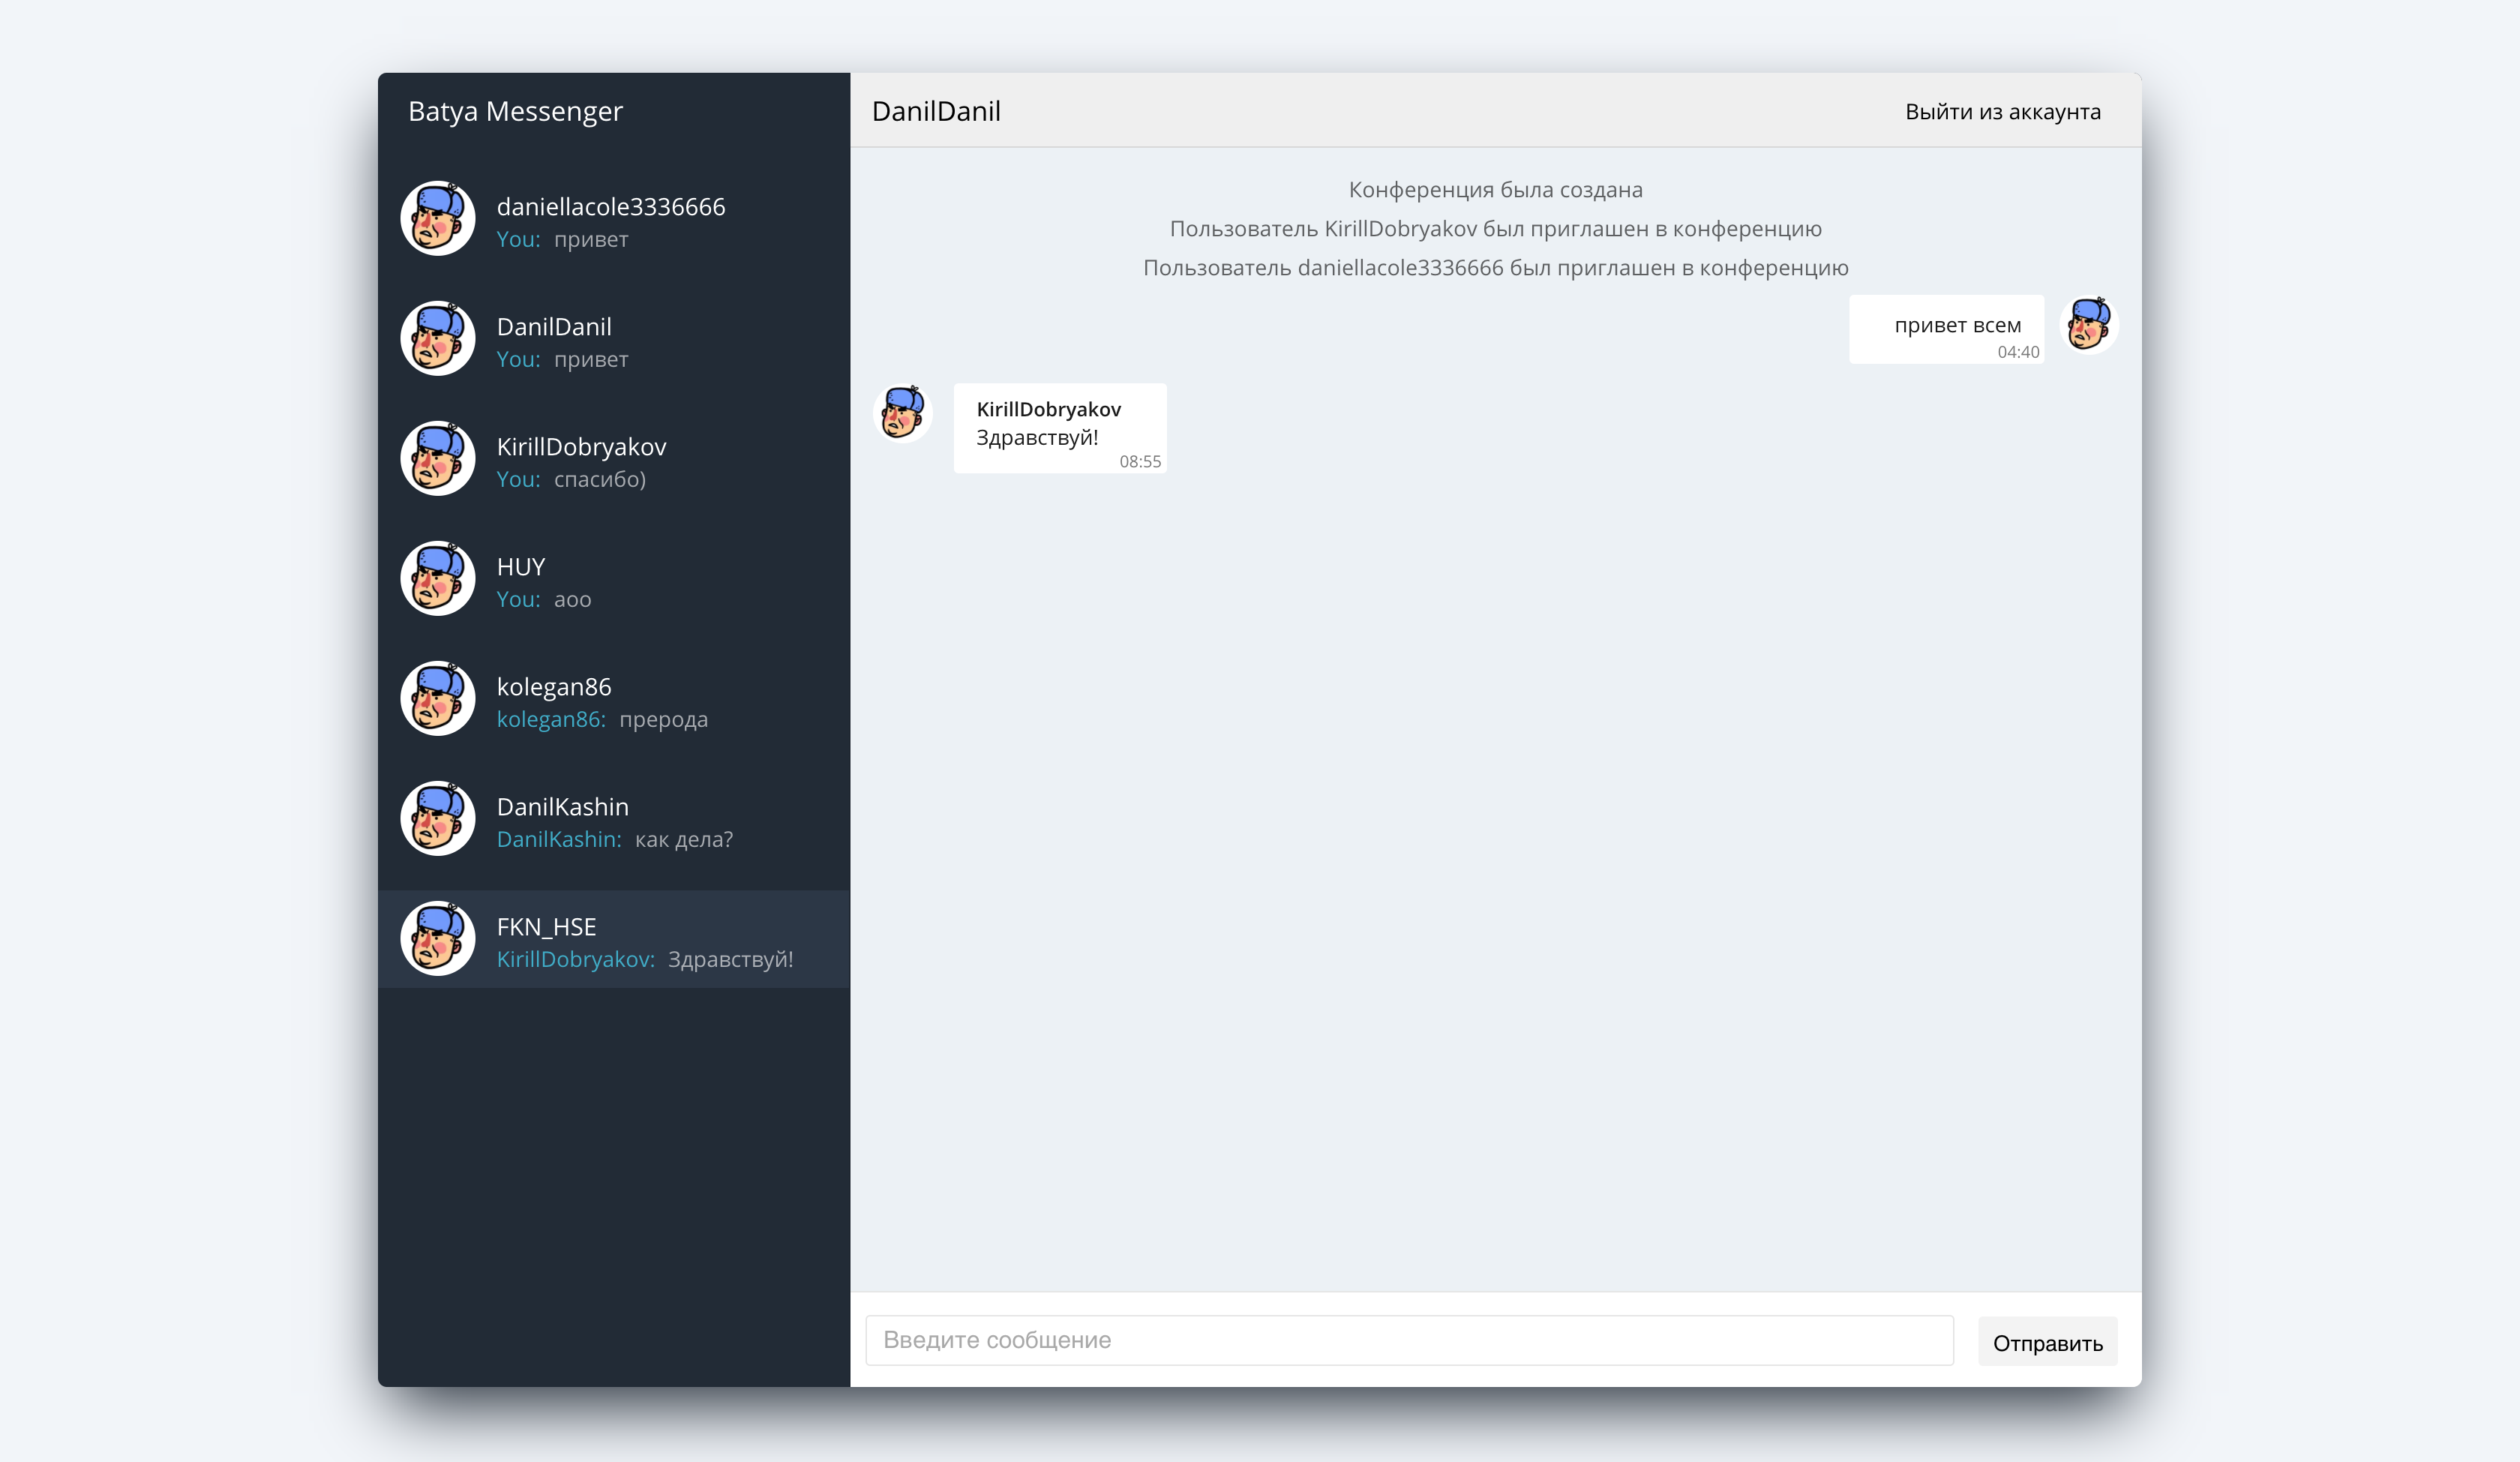 Batya Messenger
daniellacole3336666
You: привет
DanilDanil
You: привет
KirillDobryakov
You: спасибо)
HUY
You: аоо
kolegan86
kolegan86: прерода
DanilKashin
DanilKashin: как дела?
FKN_HSE
KirillDobryakov: Здравствуй!
DanilDanil
Выйти из аккаунта
Конференция была создана
Пользователь KirillDobryakov был приглашен в конференцию
Пользователь daniellacole3336666 был приглашен в конференцию
привет всем
04:40
KirillDobryakov
Здравствуй!
08:55
Введите сообщение
Отправить